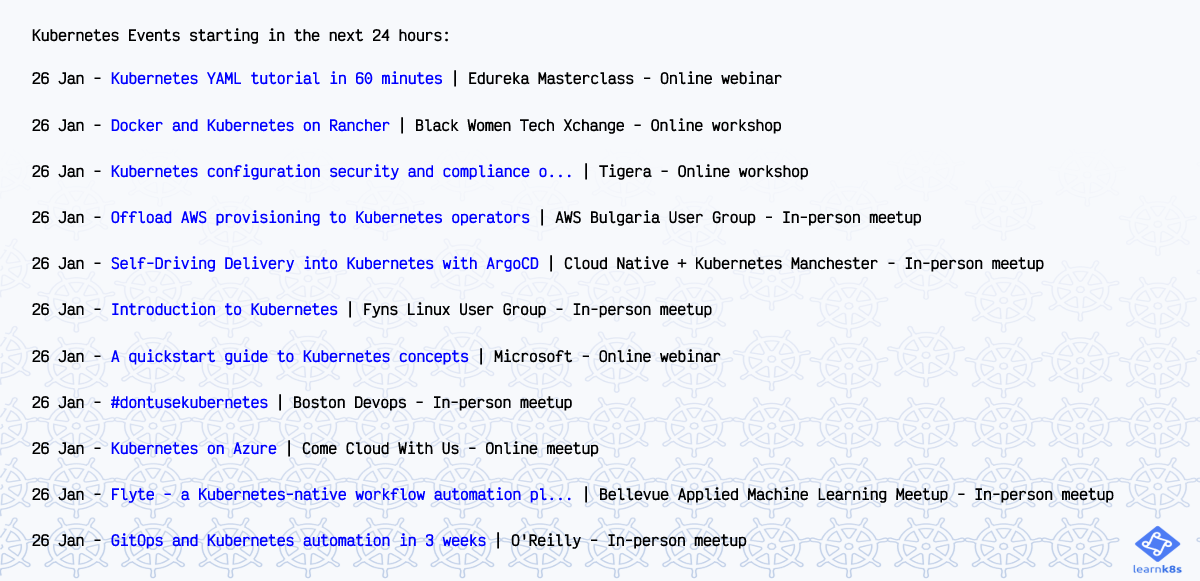 Kubernetes Events starting in the next 24 hours:
26 Jan - Kubernetes YAML tutorial in 60 minutes | Edureka Masterclass - Online webinar
26 Jan - Docker and Kubernetes on Rancher | Black Women Tech Xchange - Online workshop
26 Jan - Kubernetes configuration security and compliance o... | Tigera - Online workshop
26 Jan - Offload AWS provisioning to Kubernetes operators | AWS Bulgaria User Group - In-person meetup
26 Jan - Self-Driving Delivery into Kubernetes with ArgoCD | Cloud Native + Kubernetes Manchester - In-person meetup
26 Jan - Introduction to Kubernetes | Fyns Linux User Group - In-person meetup
26 Jan - A quickstart guide to Kubernetes concepts | Microsoft - Online webinar
26 Jan - #dontusekubernetes | Boston Devops - In-person meetup
26 Jan - Kubernetes on Azure | Come Cloud With Us - Online meetup
26 Jan - Flyte - a Kubernetes-native workflow automation pl... | Bellevue Applied Machine Learning Meetup - In-person meetup
26 Jan - GitOps and Kubernetes automation in 3 weeks | O'Reilly - In-person meetup
learnk8s